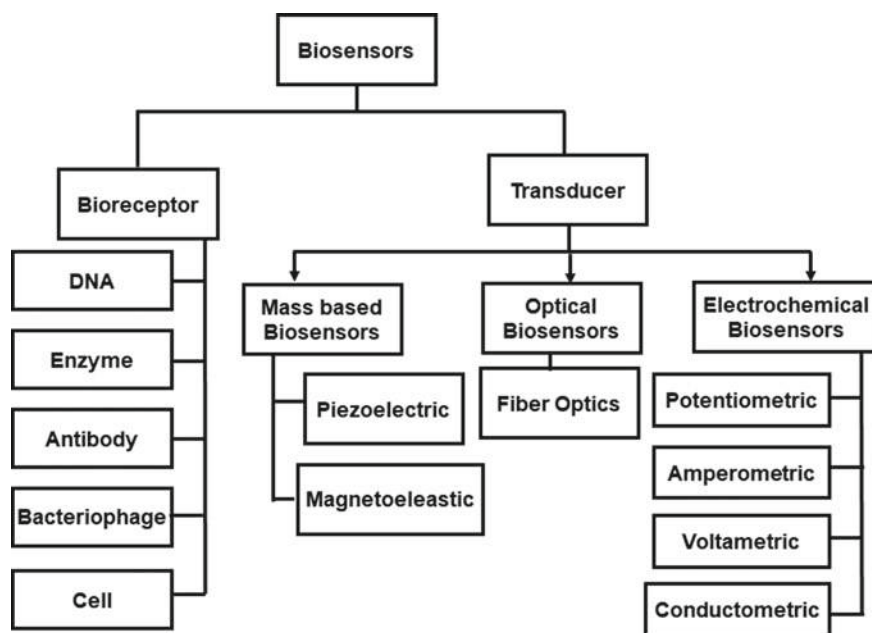 Biosensors
Bioreceptor
Transducer
DNA
Enzyme
Antibody
Bacteriophage
Cell
Mass based
Biosensors
Piezoelectric
Magnetoeleastic
Optical
Biosensors
Fiber Optics
Electrochemical
Biosensors
Potentiometric
Amperometric
Voltametric
Conductometric